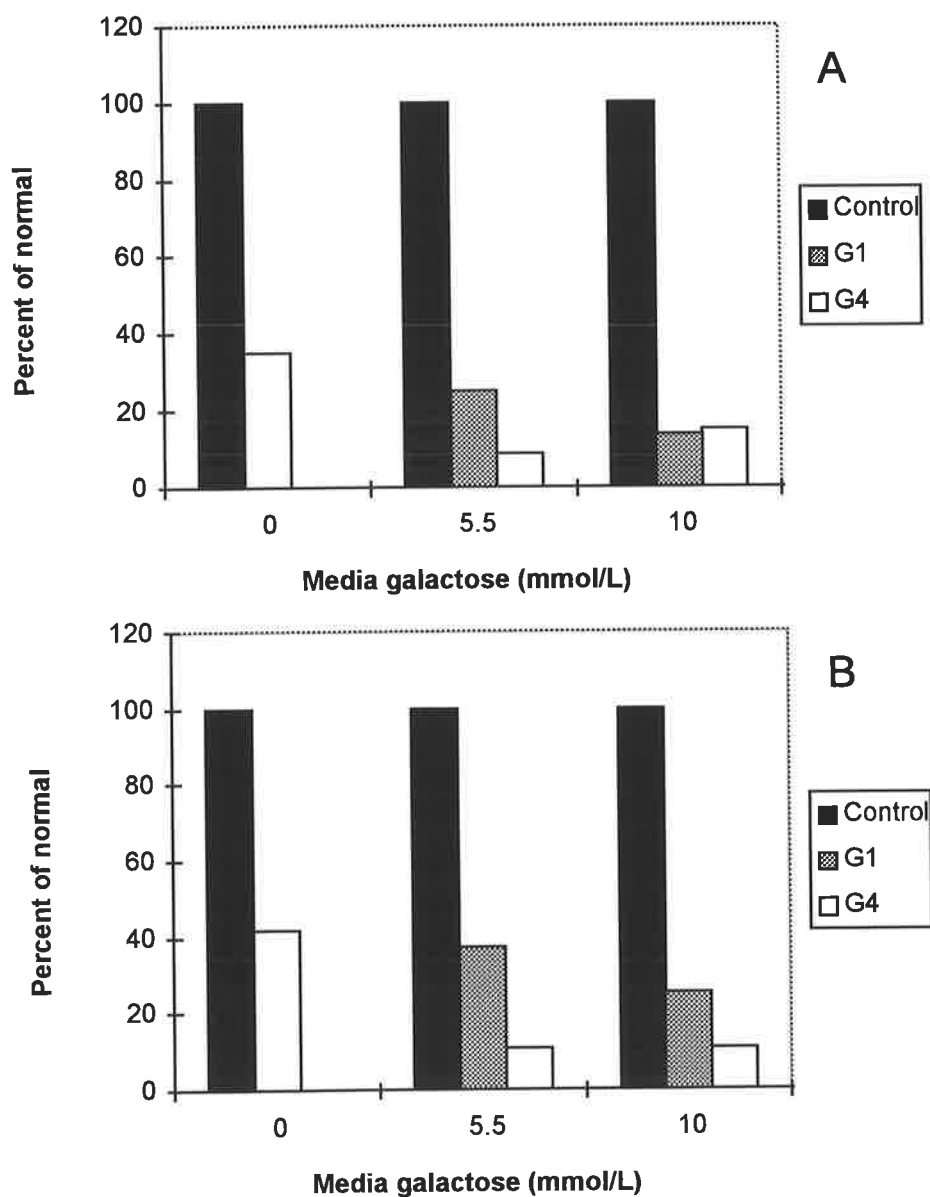 A
120
100
80
60
40
20
0
Percent of normal
0 5.5 10
Media galactose (mmol/L)
Control
G1
G4
B
120
100
80
60
40
20
0
Percent of normal
0 5.5 10
Media galactose (mmol/L)
Control
G1
G4